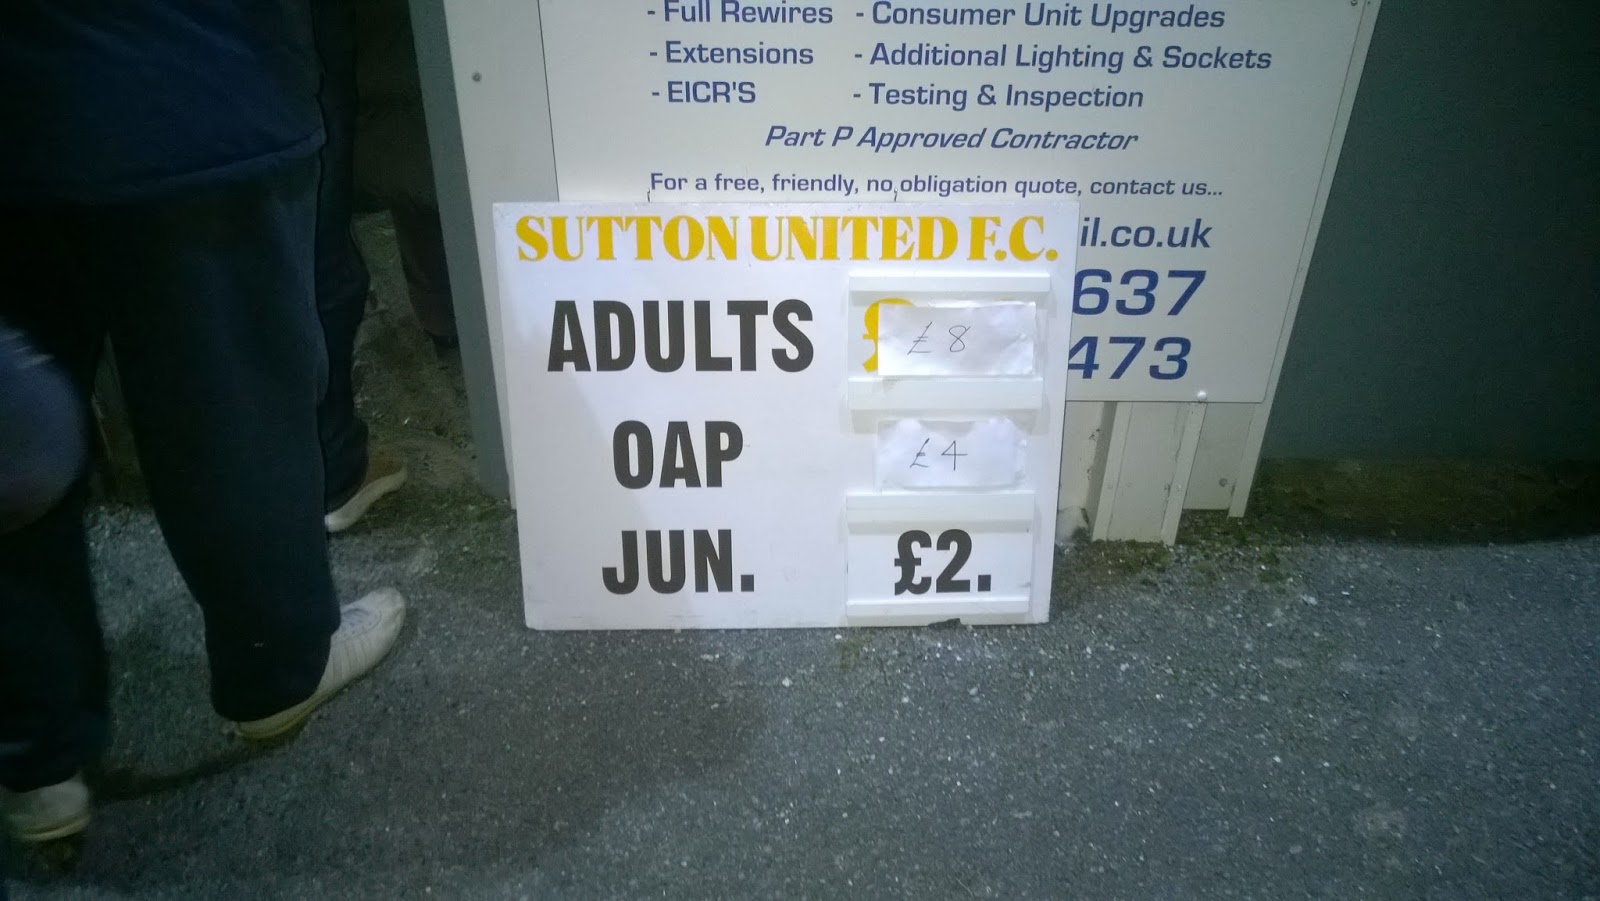 - Full Rewires - Consumer Unit Upgrades
- Extensions - Additional Lighting & Sockets
- EICR'S - Testing & Inspection
Part P Approved Contractor
For a free, friendly, no obligation quote, contact us...
il.co.uk
637
473
SUTTON UNITED F.C.
ADULTS £8
OAP £4
JUN. £2.